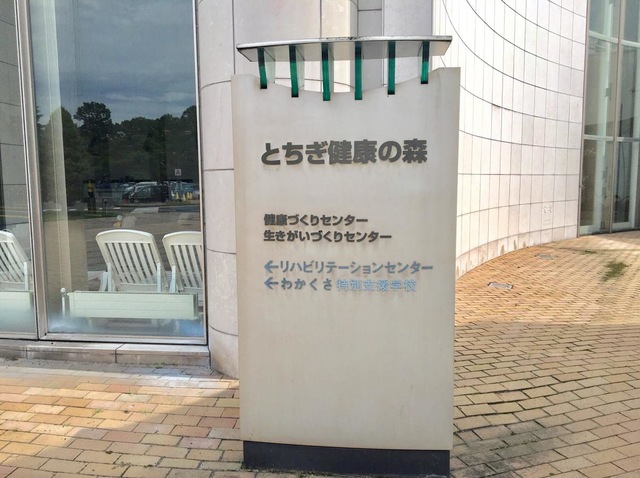 とちぎ健康の森
健康づくりセンター
生きがいづくりセンター
←リハビリテーションセンター
←わかくさ特別支援学校